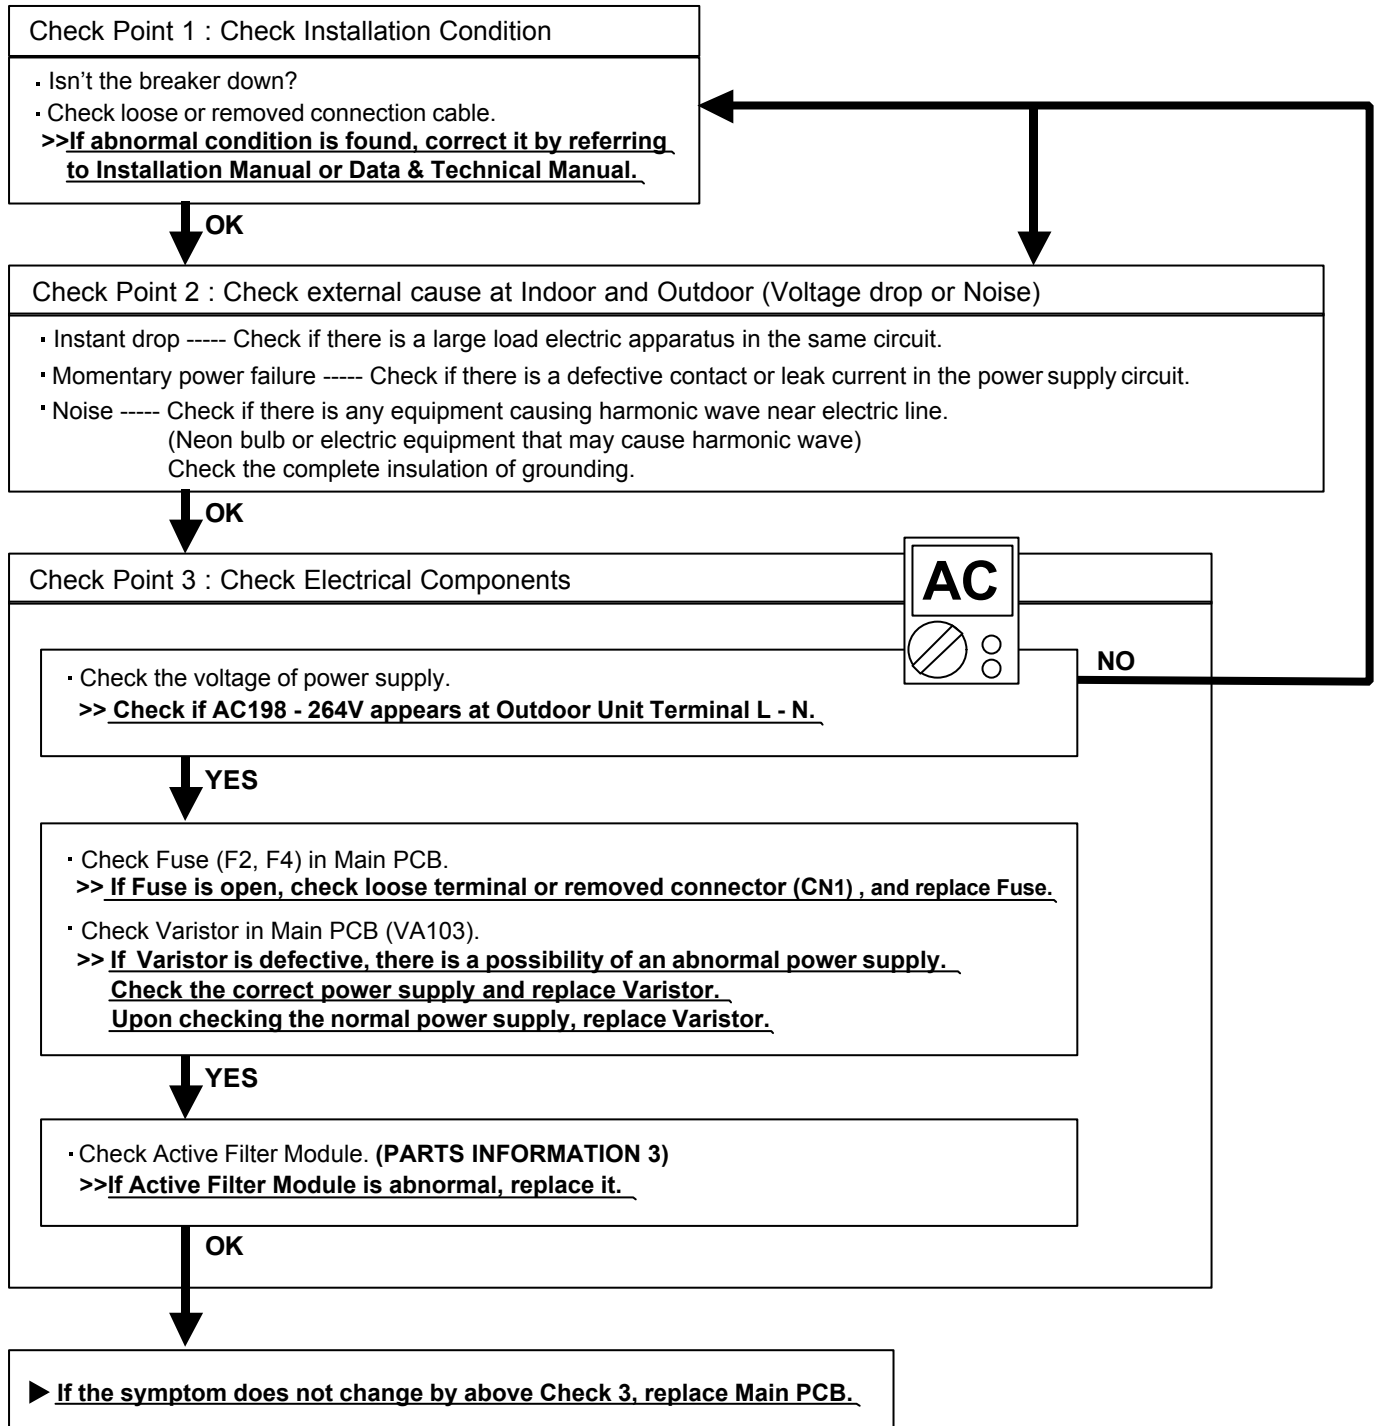 Check Point 1 : Check Installation Condition
· Isn't the breaker down?
· Check loose or removed connection cable.
>>If abnormal condition is found, correct it by referring
to Installation Manual or Data & Technical Manual.
OK
Check Point 2 : Check external cause at Indoor and Outdoor (Voltage drop or Noise)
· Instant drop ----- Check if there is a large load electric apparatus in the same circuit.
· Momentary power failure ----- Check if there is a defective contact or leak current in the power supply circuit.
· Noise ----- Check if there is any equipment causing harmonic wave near electric line.
(Neon bulb or electric equipment that may cause harmonic wave)
Check the complete insulation of grounding.
OK
Check Point 3 : Check Electrical Components
AC
NO
· Check the voltage of power supply.
>> Check if AC198 - 264V appears at Outdoor Unit Terminal L - N.
YES
· Check Fuse (F2, F4) in Main PCB.
>> If Fuse is open, check loose terminal or removed connector (CN1) , and replace Fuse.
· Check Varistor in Main PCB (VA103).
>> If Varistor is defective, there is a possibility of an abnormal power supply.
Check the correct power supply and replace Varistor.
Upon checking the normal power supply, replace Varistor.
YES
· Check Active Filter Module. (PARTS INFORMATION 3)
>>If Active Filter Module is abnormal, replace it.
OK
▶ If the symptom does not change by above Check 3, replace Main PCB.